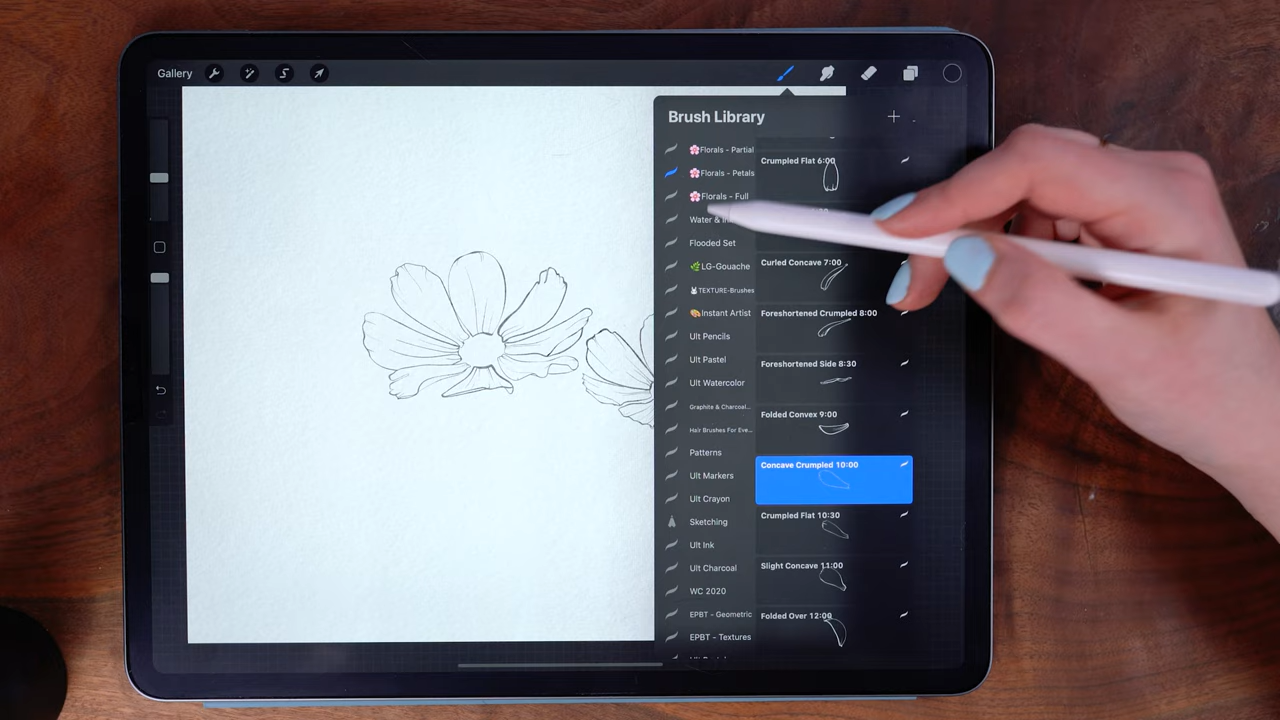 Gallery
Brush Library
Florals - Partial
Florals - Petals
Florals - Full
Water &
Flooded Set
LG-Gouache
TEXTURE-Brushes
Instant Artist
Ult Pencils
Ult Pastel
Ult Watercolor
Graphite & Charcoal...
Hair Brushes For Eve...
Patterns
Ult Markers
Ult Crayon
Sketching
Ult Ink
Ult Charcoal
WC 2020
EPBT - Geometric
EPBT - Textures
Crumpled Flat 6:00
Curled Concave 7:00
Foreshortened Crumpled 8:00
Foreshortened Side 8:30
Folded Convex 9:00
Concave Crumpled 10:00
Crumpled Flat 10:30
Slight Concave 11:00
Folded Over 12:00